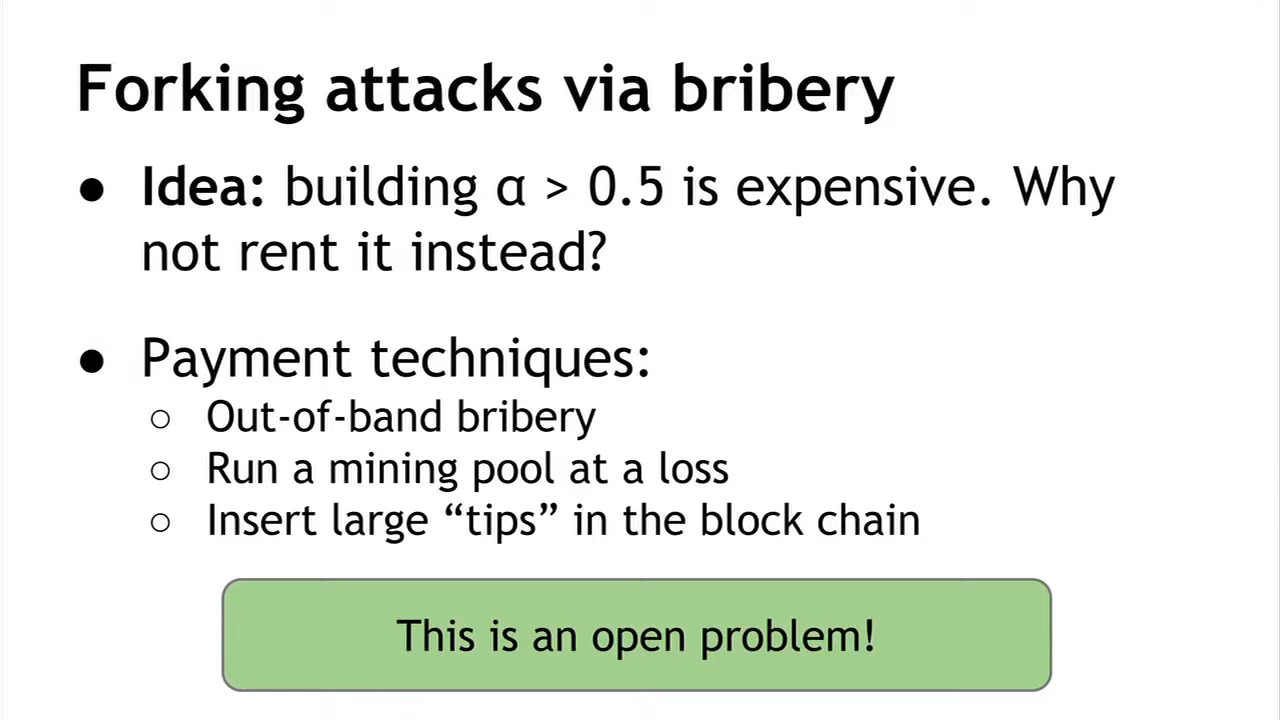 Forking attacks via bribery
● Idea: building α > 0.5 is expensive. Why
not rent it instead?
● Payment techniques:
○ Out-of-band bribery
○ Run a mining pool at a loss
○ Insert large “tips” in the block chain
This is an open problem!